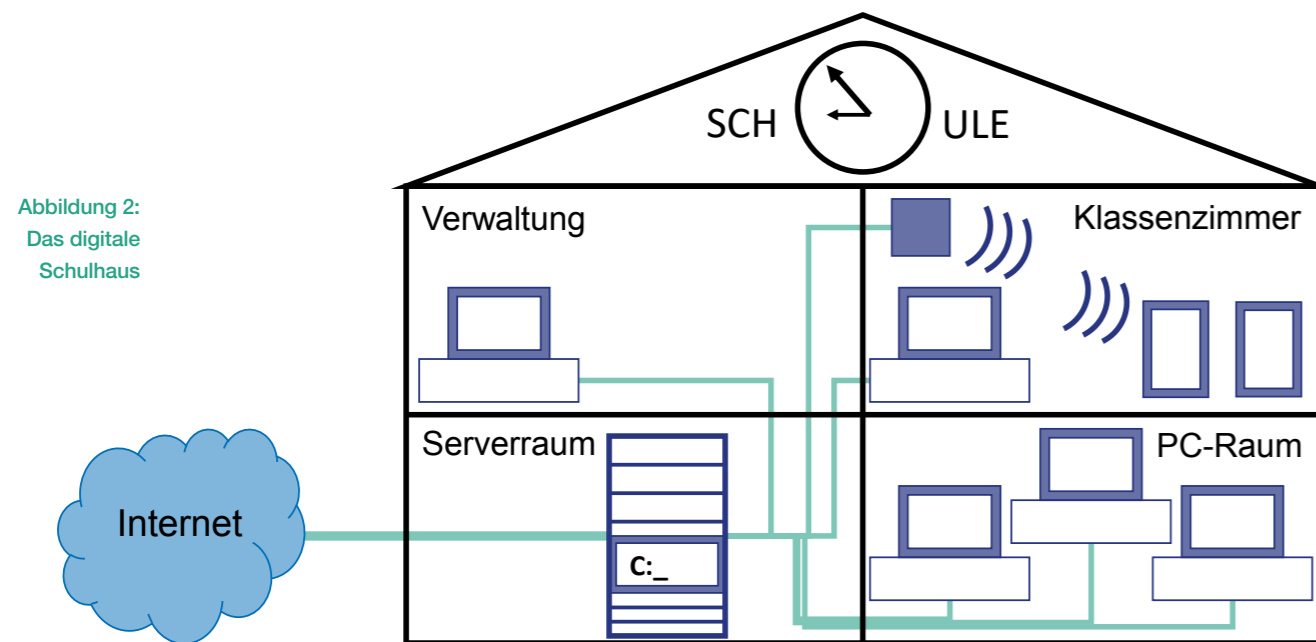 SCH ULE
Abbildung 2:
Das digitale
Schulhaus
Verwaltung
Klassenzimmer
Serverraum
PC-Raum
Internet
C:_